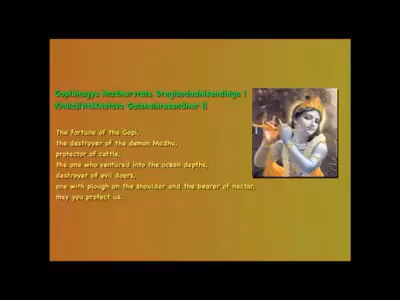 Gopibhagya
|
||
The fortune of the Gopi,
the destroyer of the demon Madhu,
protector of cattle,
the one who ventured into the ocean depths,
destroyer of evil doers,
one with plough on the shoulder and the bearer of nectar,
may you protect us.